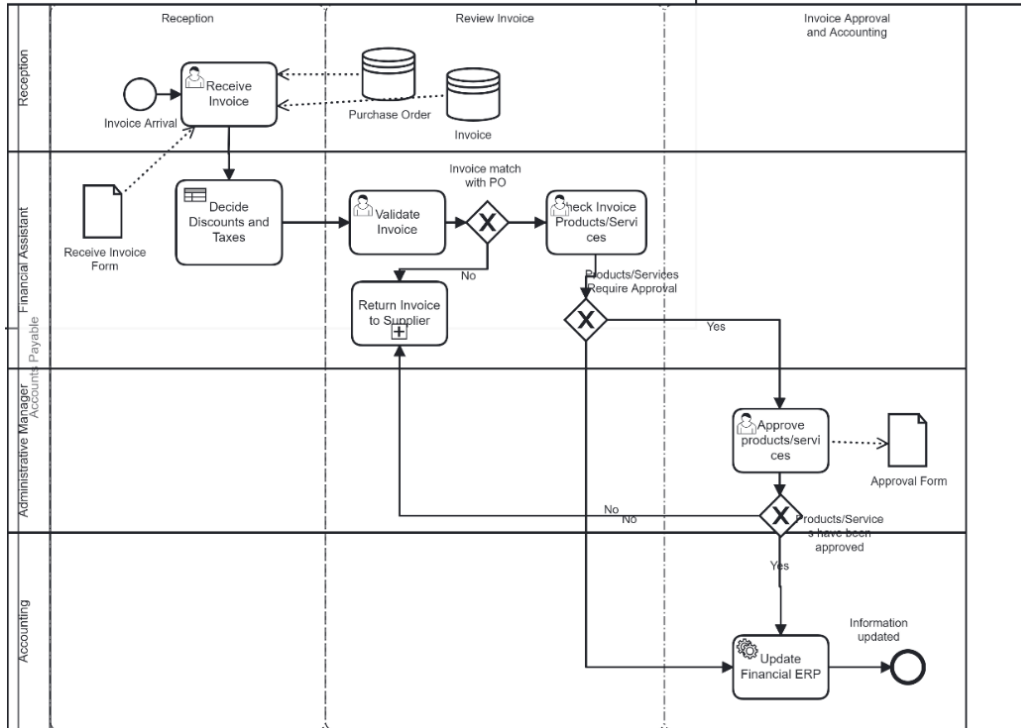 Reception
Review Invoice
Invoice Approval
and Accounting
Reception
Receive
Invoice
Invoice Arrival
Purchase Order
Invoice
Accounts Payable
Financial Assistant
Receive Invoice
Form
Decide
Discounts and
Taxes
Validate
Invoice
Invoice match
with PO
heck Invoice
Products/Servi
ces
No
Return Invoice
to Supplier
Products/Services
Require Approval
Yes
Administrative Manager
Approve
products/servi
ces
Approval Form
No
No
Products/Service
s have been
approved
Yes
Accounting
Update
Financial ERP
Information
updated